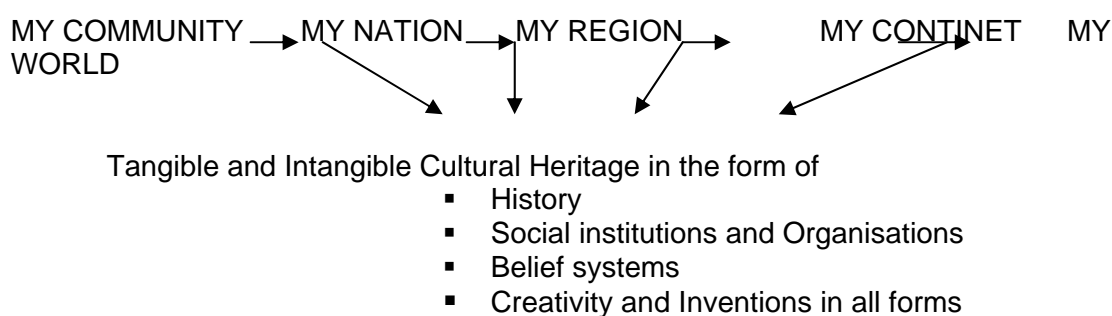 MY COMMUNITY MY NATION MY REGION MY CONTINET MY
WORLD
Tangible and Intangible Cultural Heritage in the form of
▪ History
▪ Social institutions and Organisations
▪ Belief systems
▪ Creativity and Inventions in all forms